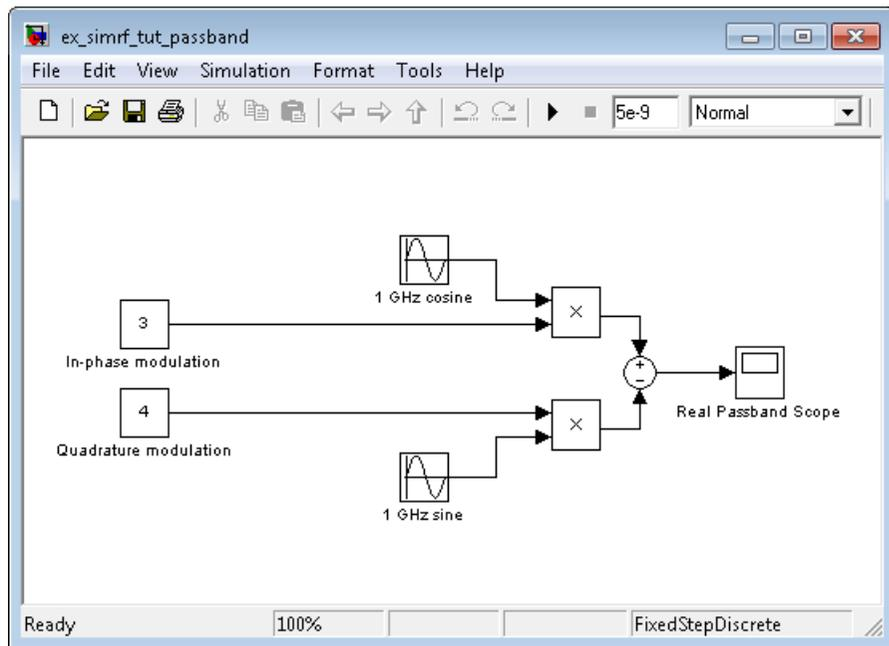 ex_simrf_tut_passband
File Edit View Simulation Format Tools Help
5e-9 Normal
1 GHz cosine
×
3
In-phase modulation
+
−
Real Passband Scope
4
Quadrature modulation
×
1 GHz sine
Ready 100% FixedStepDiscrete